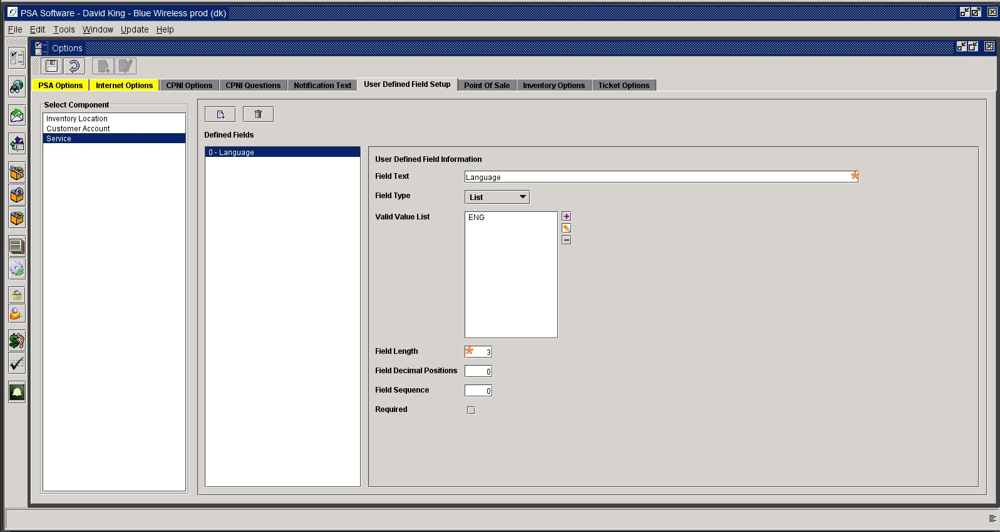 PSA Software - David King - Blue Wireless prod (dk)
File Edit Tools Window Update Help
Options
PSA Options Internet Options CPNI Options CPNI Questions Notification Text User Defined Field Setup Point Of Sale Inventory Options Ticket Options
Select Component
Inventory Location
Customer Account
Service
Defined Fields
0 - Language
User Defined Field Information
Field Text Language
Field Type List
Valid Value List ENG
Field Length 3
Field Decimal Positions 0
Field Sequence 0
Required